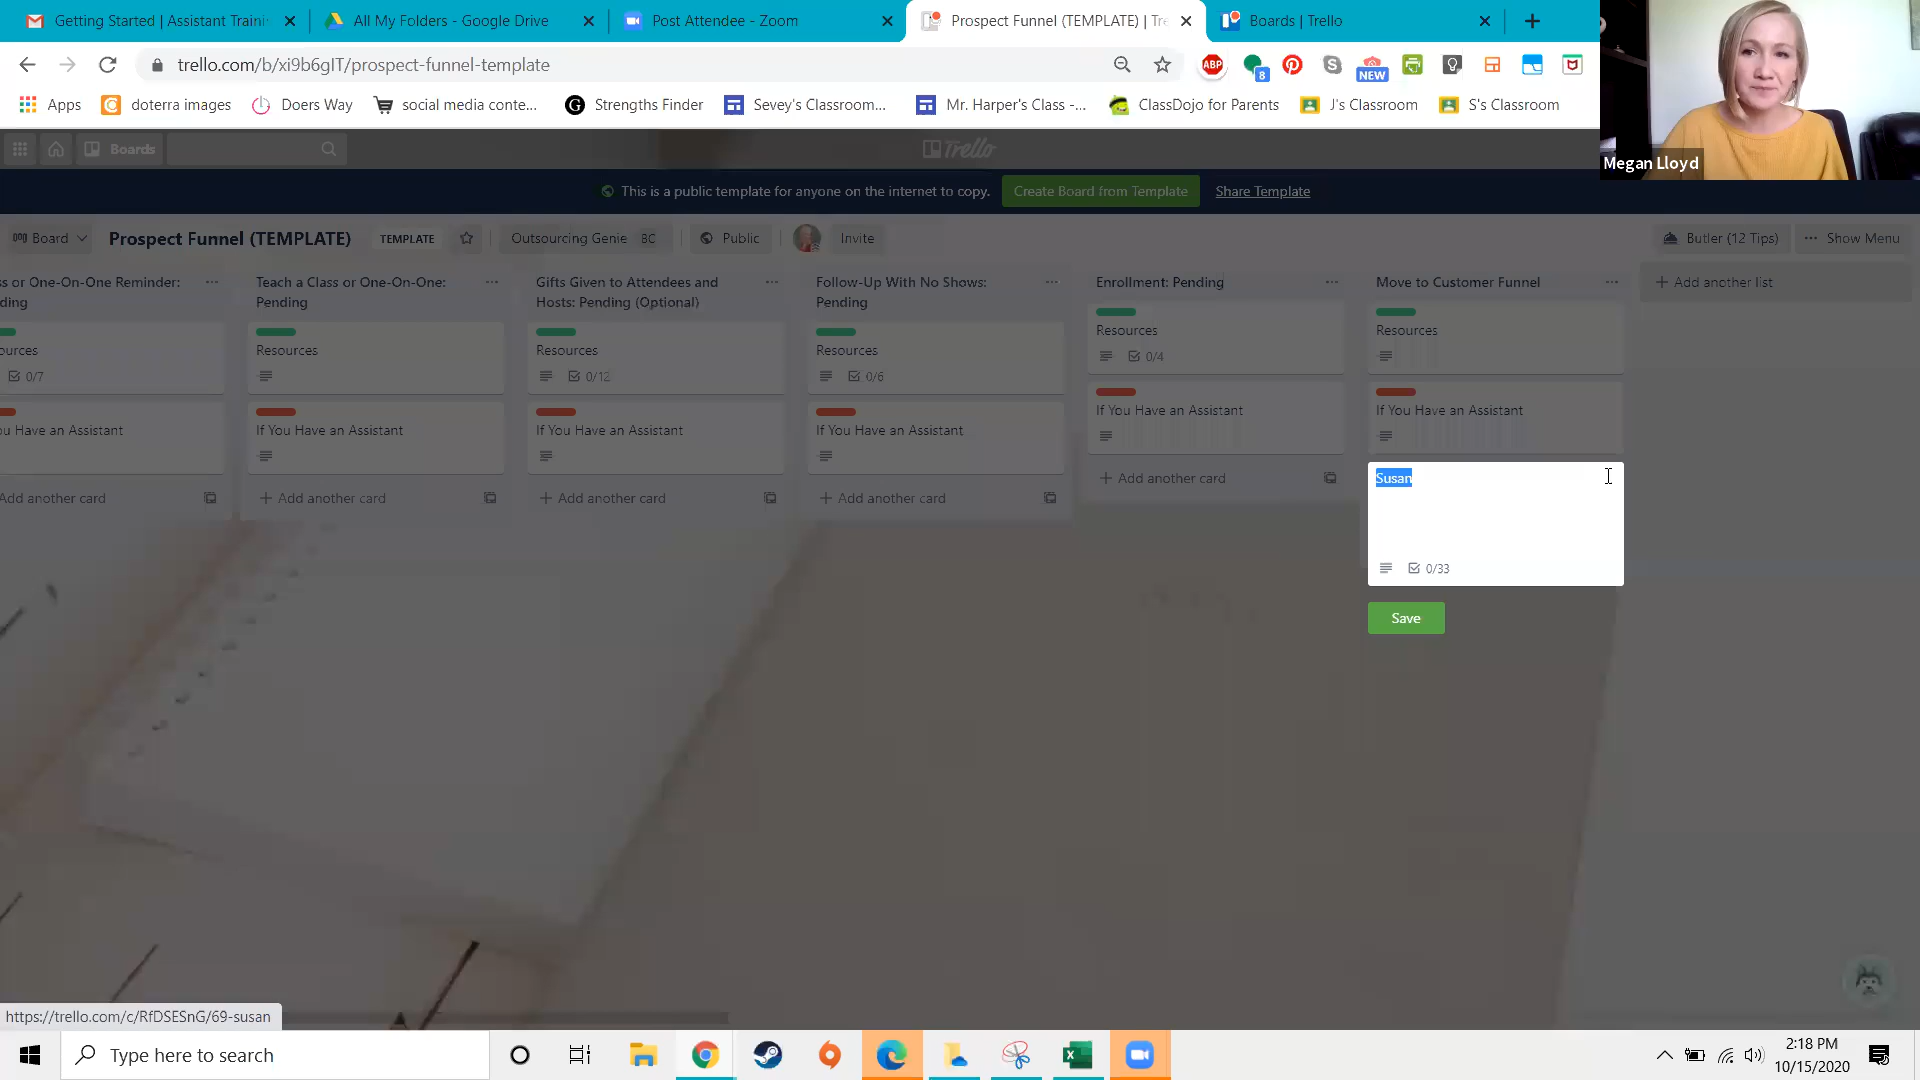 Getting Started | Assistant Traini
All My Folders - Google Drive
Post Attendee - Zoom
Prospect Funnel (TEMPLATE) | Tre
Boards | Trello
trello.com/b/xi9b6gIT/prospect-funnel-template
ABP
8
NEW
Apps
doterra images
Doers Way
social media conte...
G
Strengths Finder
Sevey's Classroom...
Mr. Harper's Class -...
ClassDojo for Parents
J's Classroom
S's Classroom
Megan Lloyd
Boards
Trello
This is a public template for anyone on the internet to copy.
Create Board from Template
Share Template
Board
Prospect Funnel (TEMPLATE)
TEMPLATE
Outsourcing Genie
BC
Public
Invite
Butler (12 Tips)
Show Menu
ss or One-On-One Reminder:
ding
ources
0/7
ou Have an Assistant
Add another card
Teach a Class or One-On-One:
Pending
Resources
If You Have an Assistant
Add another card
Gifts Given to Attendees and
Hosts: Pending (Optional)
Resources
0/12
If You Have an Assistant
Add another card
Follow-Up With No Shows:
Pending
Resources
0/6
If You Have an Assistant
Add another card
Enrollment: Pending
Resources
0/4
If You Have an Assistant
Add another card
Move to Customer Funnel
Resources
If You Have an Assistant
Susan
0/33
Save
Add another list
https://trello.com/c/RfDSESnG/69-susan
Type here to search
2:18 PM
10/15/2020